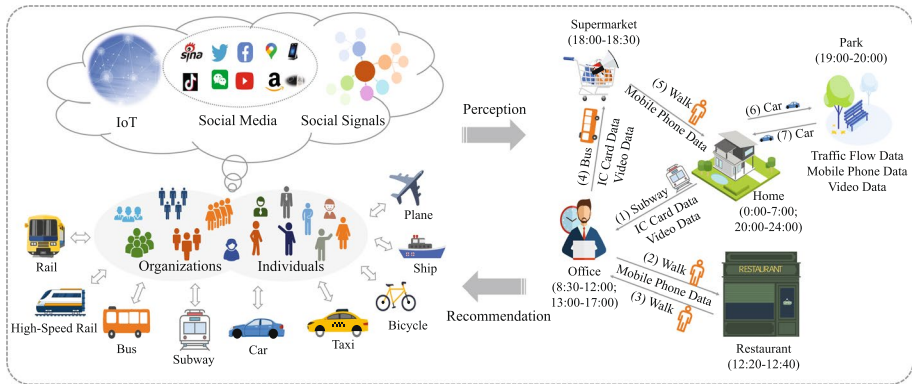 sina
a
IoT
Social Media
Social Signals
Organizations
Individuals
Rail
High-Speed Rail
Bus
Subway
Car
Taxi
Bicycle
Ship
Plane
Perception
Recommendation
Supermarket
(18:00-18:30)
Park
(19:00-20:00)
(5) Walk
Mobile Phone Data
(6) Car
(7) Car
Traffic Flow Data
Mobile Phone Data
Video Data
(4) Bus
IC Card Data
Video Data
(1) Subway
IC Card Data
Video Data
Home
(0:00-7:00;
20:00-24:00)
Office
(8:30-12:00;
13:00-17:00)
(2) Walk
Mobile Phone Data
(3) Walk
RESTAURANT
Restaurant
(12:20-12:40)